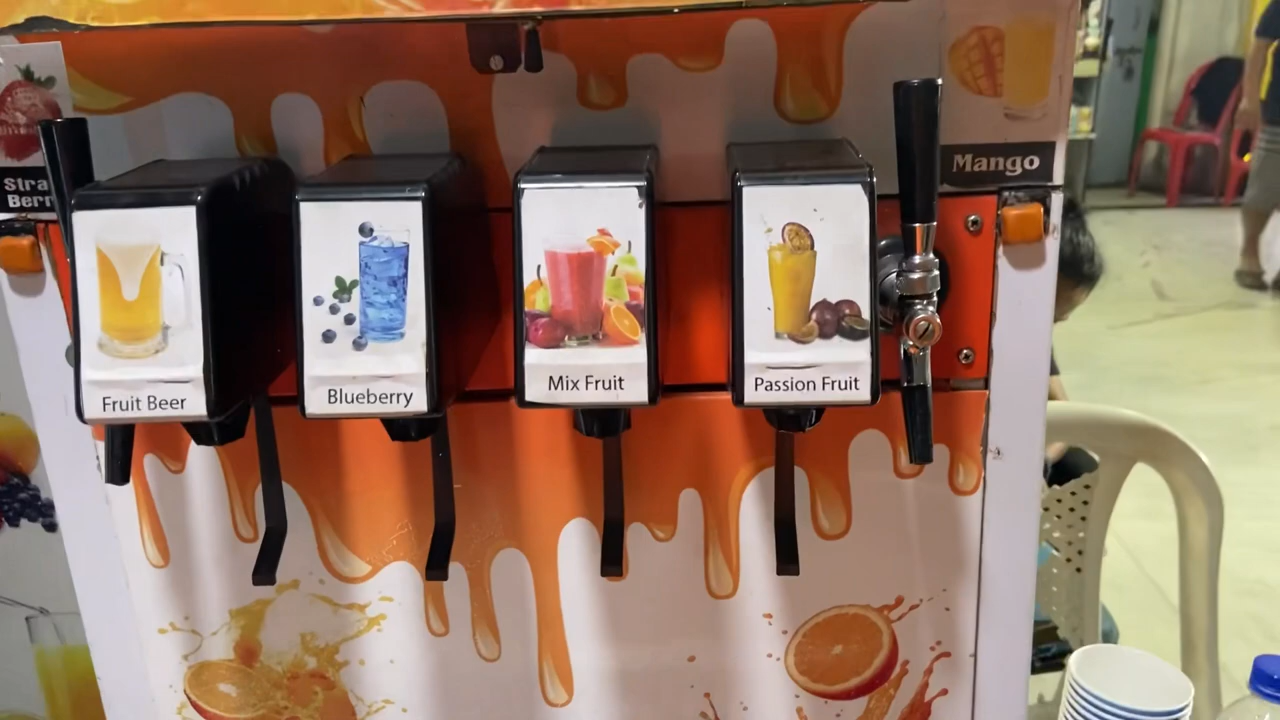 Mango
Fruit Beer
Blueberry
Mix Fruit
Passion Fruit